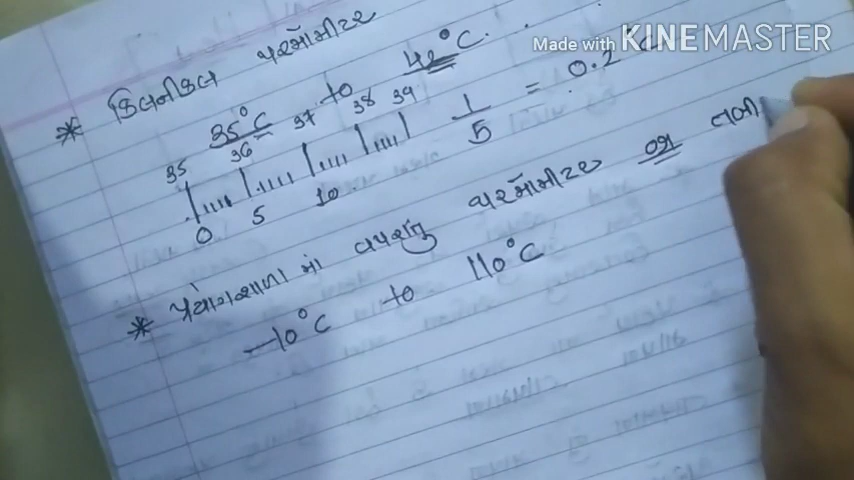 Made with KINEMASTER
* ક્લિનીકલ થરમૉમીટર
35°C to 42°C.
35 36 37 38 39
1/5 = 0.2
0 5 10
* પ્રયોગશાળા માં વપરાતુ થરમૉમીટર
-10°C to 110°C